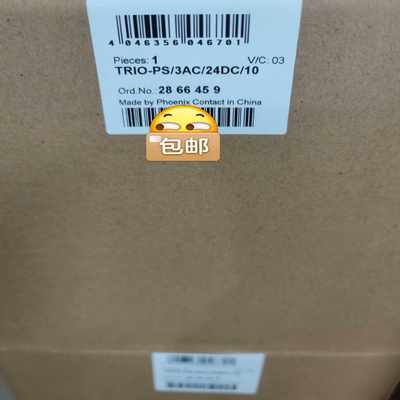 4 046356 046701
Pieces: 1 V/C: 03
TRIO-PS/3AC/24DC/10
Ord.No. 28 66 45 9
Made by Phoenix Contact in China
包邮